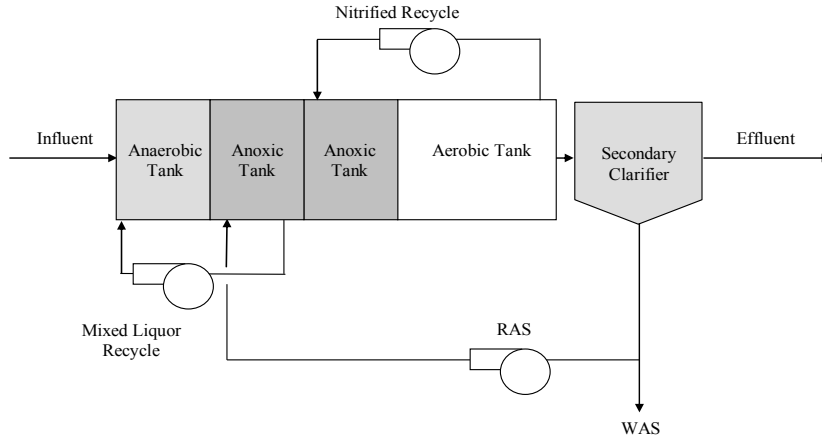 Nitrified Recycle
Influent
Anaerobic
Tank
Anoxic
Tank
Anoxic
Tank
Aerobic Tank
Secondary
Clarifier
Effluent
Mixed Liquor
Recycle
RAS
WAS